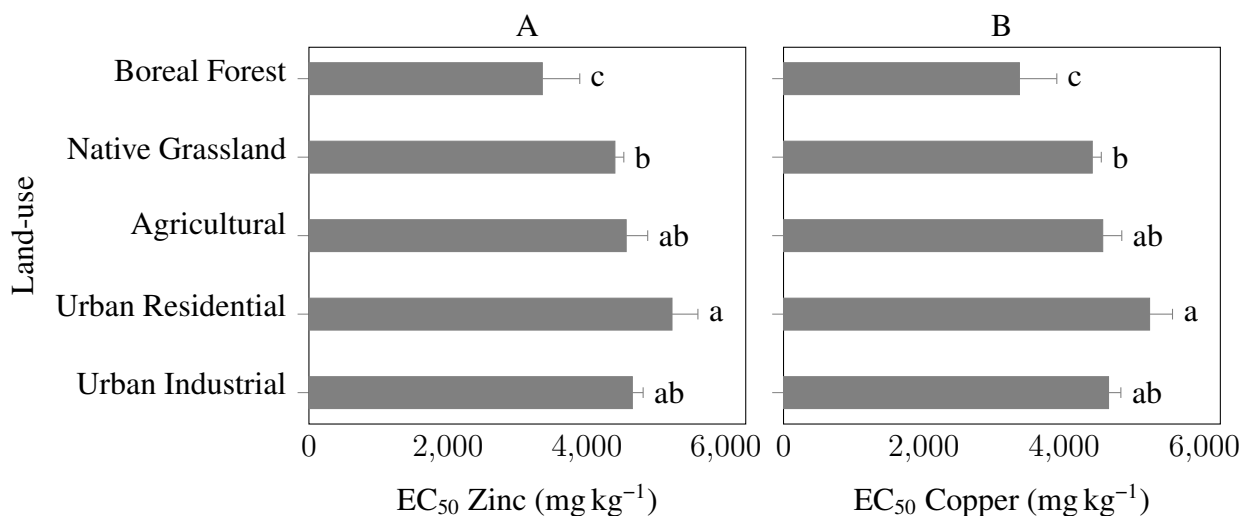 A
B
Land-use
Boreal Forest
c
c
Native Grassland
b
b
Agricultural
ab
ab
Urban Residential
a
a
Urban Industrial
ab
ab
0 2,000 4,000 6,000
0 2,000 4,000 6,000
EC₅₀ Zinc (mg kg⁻¹)
EC₅₀ Copper (mg kg⁻¹)